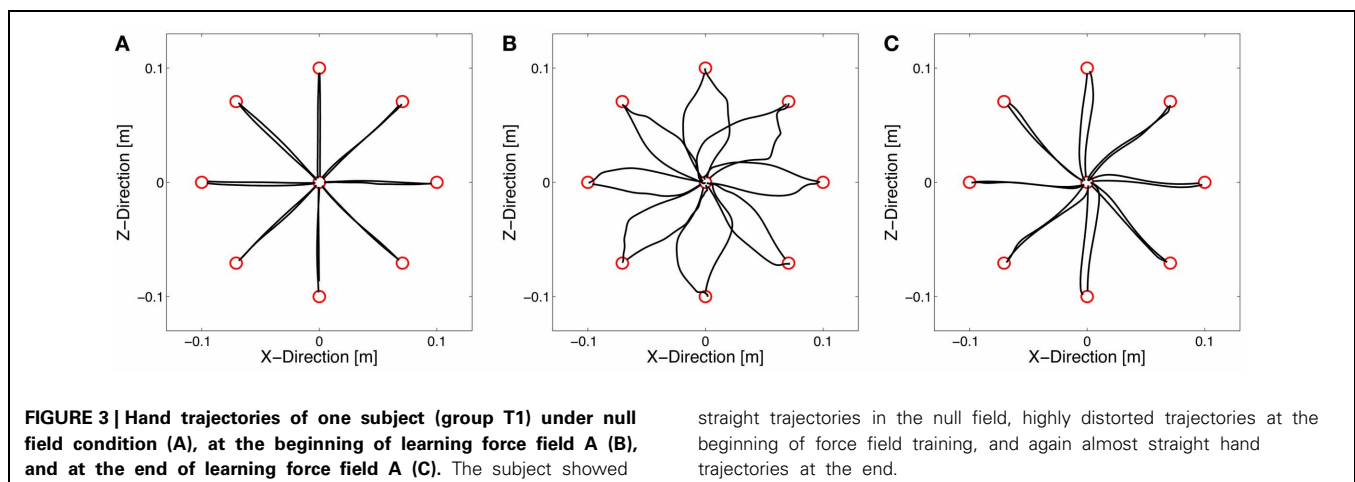 A
B
C
0.1
0
−0.1
Z−Direction [m]
−0.1
0
0.1
X−Direction [m]
0.1
0
−0.1
Z−Direction [m]
−0.1
0
0.1
X−Direction [m]
0.1
0
−0.1
Z−Direction [m]
−0.1
0
0.1
X−Direction [m]
FIGURE 3 | Hand trajectories of one subject (group T1) under null
field condition (A), at the beginning of learning force field A (B),
and at the end of learning force field A (C). The subject showed
straight trajectories in the null field, highly distorted trajectories at the
beginning of force field training, and again almost straight hand
trajectories at the end.